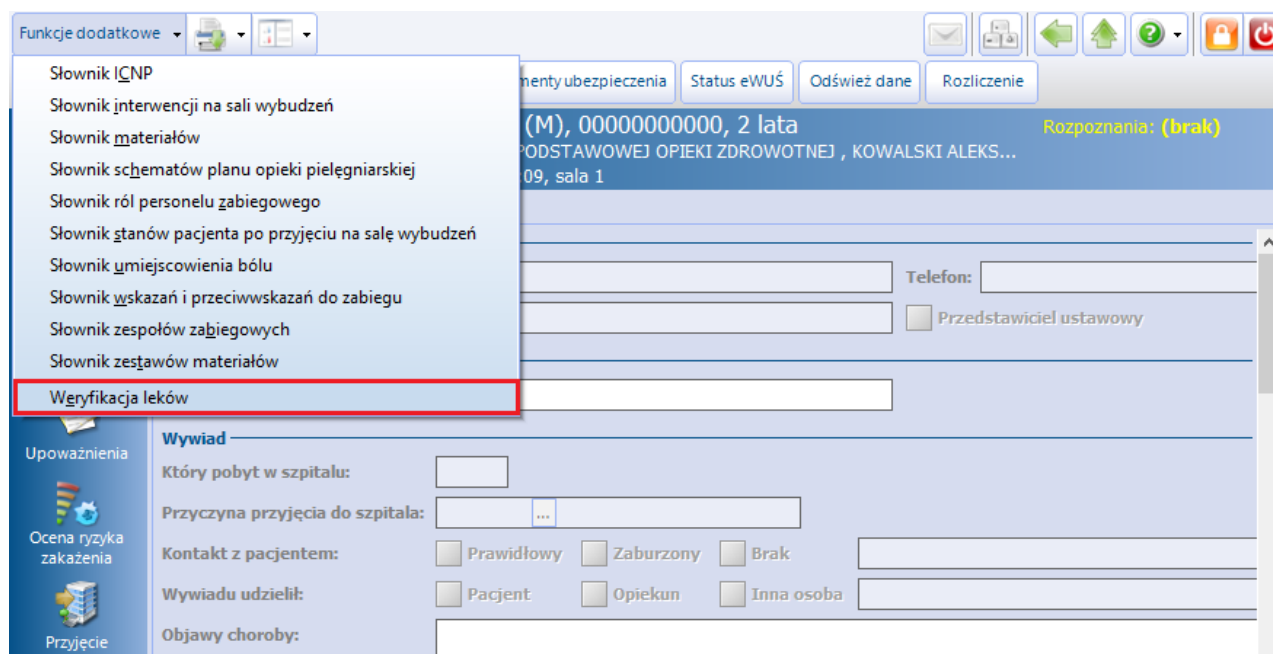 Funkcje dodatkowe
Słownik ICNP
Słownik interwencji na sali wybudzeń
Słownik materiałów
Słownik schematów planu opieki pielęgniarskiej
Słownik ról personelu zabiegowego
Słownik stanów pacjenta po przyjęciu na salę wybudzeń
Słownik umiejscowienia bólu
Słownik wskazań i przeciwwskazań do zabiegu
Słownik zespołów zabiegowych
Słownik zestawów materiałów
Weryfikacja leków
ubezpieczenia
Status eWUŚ
Odśwież dane
Rozliczenie
(M), 00000000000, 2 lata
Rozpoznania: (brak)
PODSTAWOWEJ OPIEKI ZDROWOTNEJ , KOWALSKI ALEKS...
:09, sala 1
Telefon:
Przedstawiciel ustawowy
Upoważnienia
Ocena ryzyka
zakażenia
Przyjęcie
Wywiad
Który pobyt w szpitalu:
Przyczyna przyjęcia do szpitala: ...
Kontakt z pacjentem: Prawidłowy Zaburzony Brak
Wywiadu udzielił: Pacjent Opiekun Inna osoba
Objawy choroby: